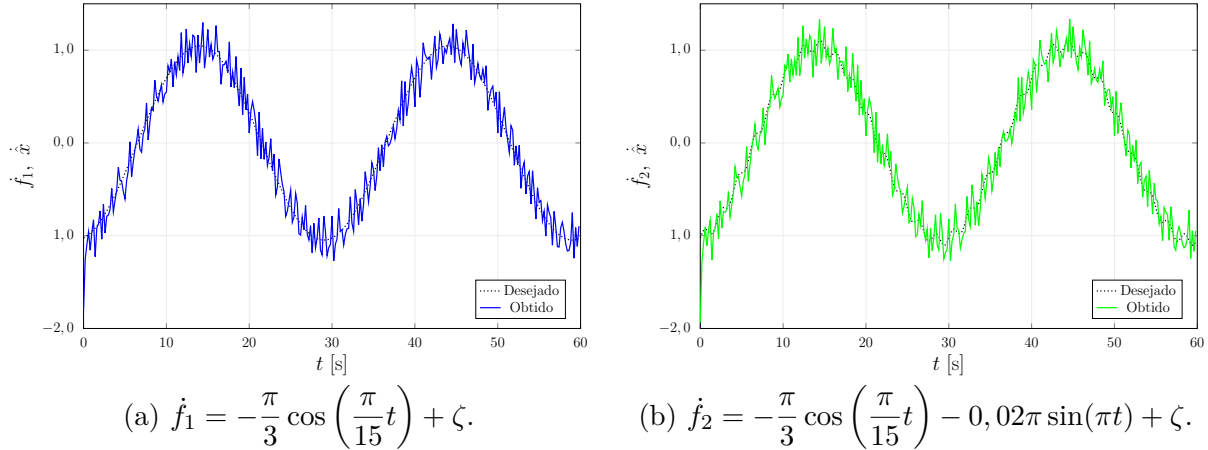 1, 0
0, 0
1, 0
−2, 0
ḟ₁, ẋ̂
Desejado
Obtido
0 10 20 30 40 50 60
t [s]
(a) ḟ₁ = −π/3 cos (π/15 t) + ζ.
1, 0
0, 0
1, 0
−2, 0
ḟ₂, ẋ̂
Desejado
Obtido
0 10 20 30 40 50 60
t [s]
(b) ḟ₂ = −π/3 cos (π/15 t) − 0, 02π sin(πt) + ζ.